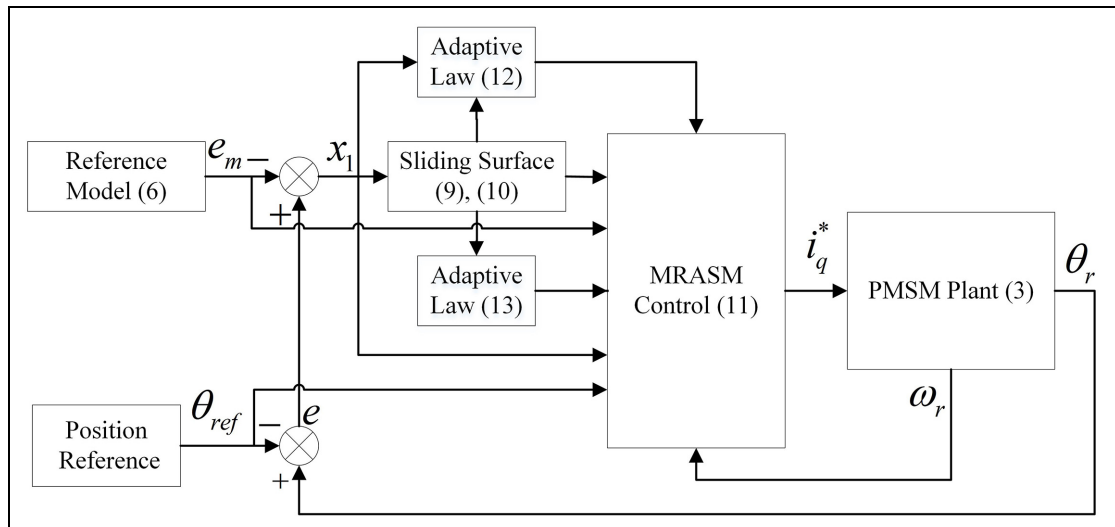 Adaptive
Law (12)
Reference
Model (6)
e_m
−
+
x_1
Sliding Surface
(9), (10)
Adaptive
Law (13)
MRASM
Control (11)
i_q^*
PMSM Plant (3)
θ_r
ω_r
Position
Reference
θ_ref
−
+
e